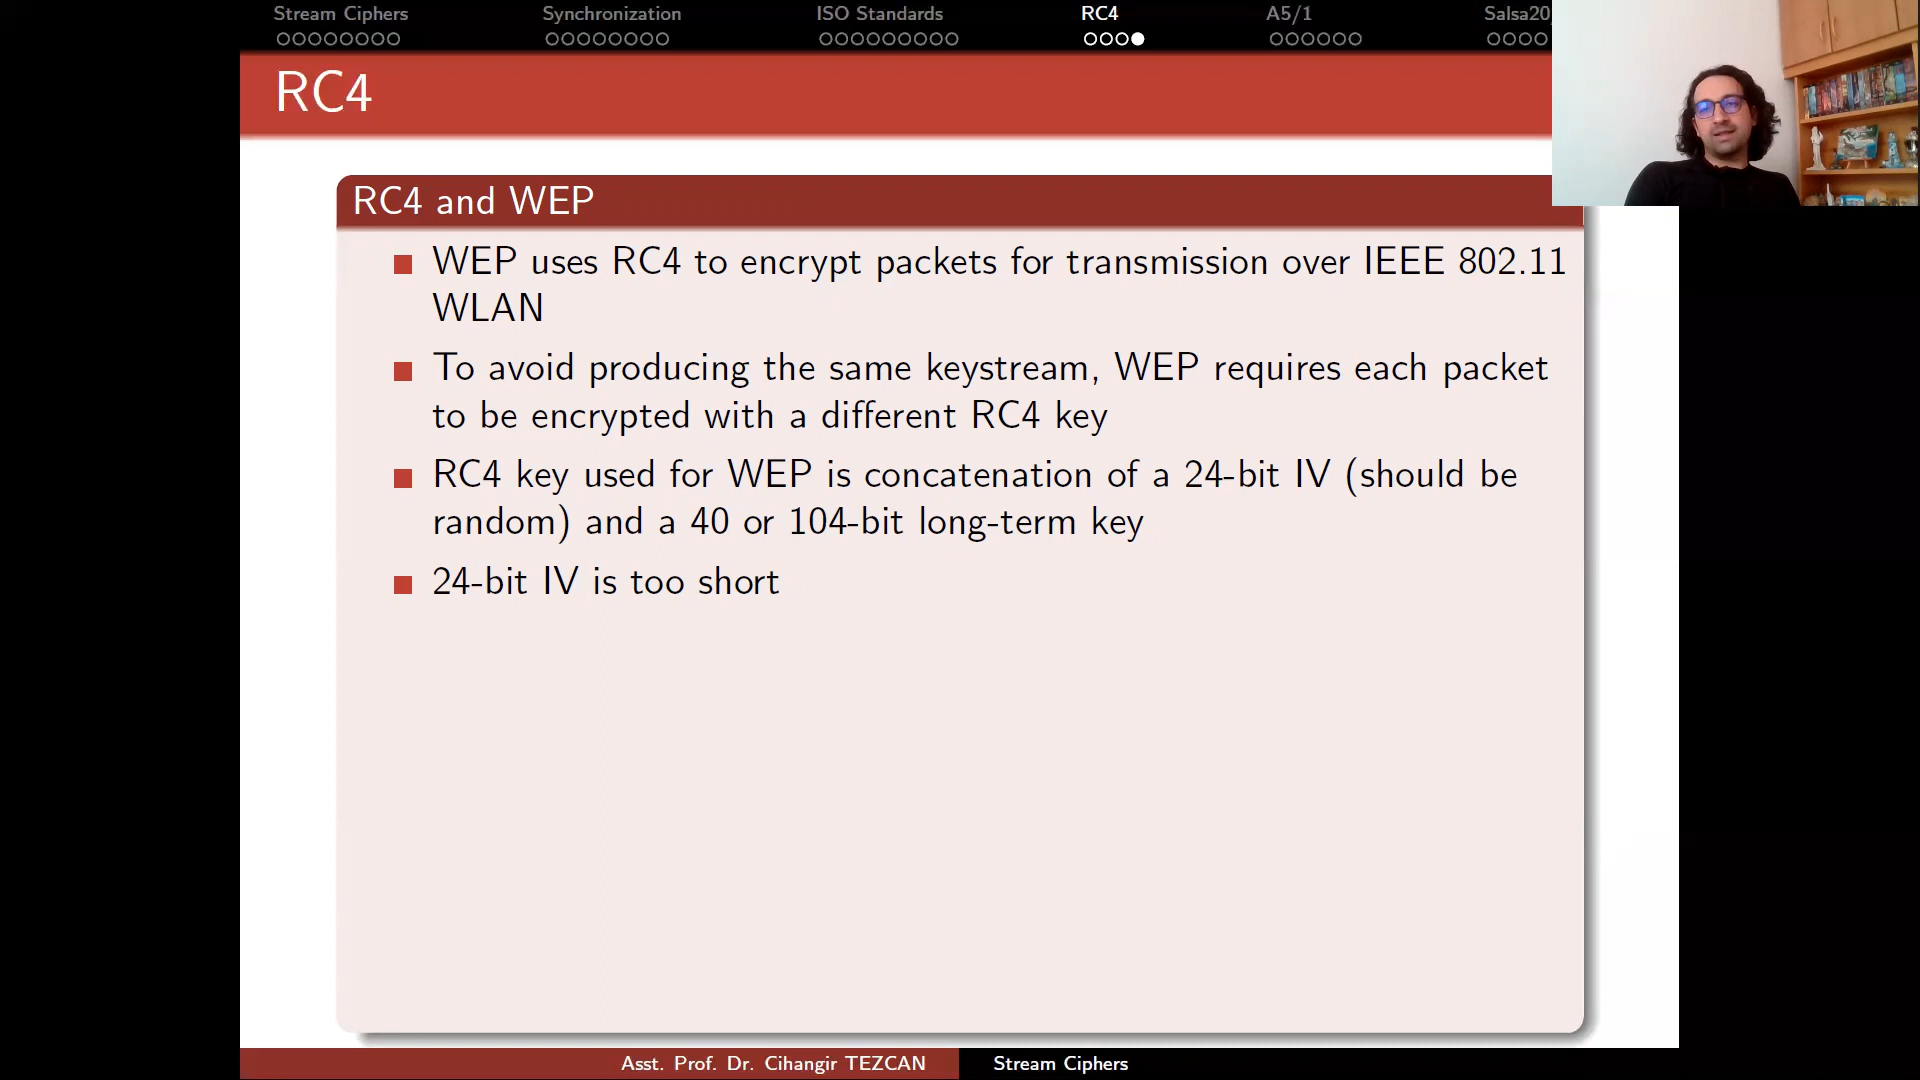 Stream Ciphers Synchronization ISO Standards RC4 A5/1 Salsa20
RC4
RC4 and WEP
WEP uses RC4 to encrypt packets for transmission over IEEE 802.11
WLAN
To avoid producing the same keystream, WEP requires each packet
to be encrypted with a different RC4 key
RC4 key used for WEP is concatenation of a 24-bit IV (should be
random) and a 40 or 104-bit long-term key
24-bit IV is too short
Asst. Prof. Dr. Cihangir TEZCAN Stream Ciphers